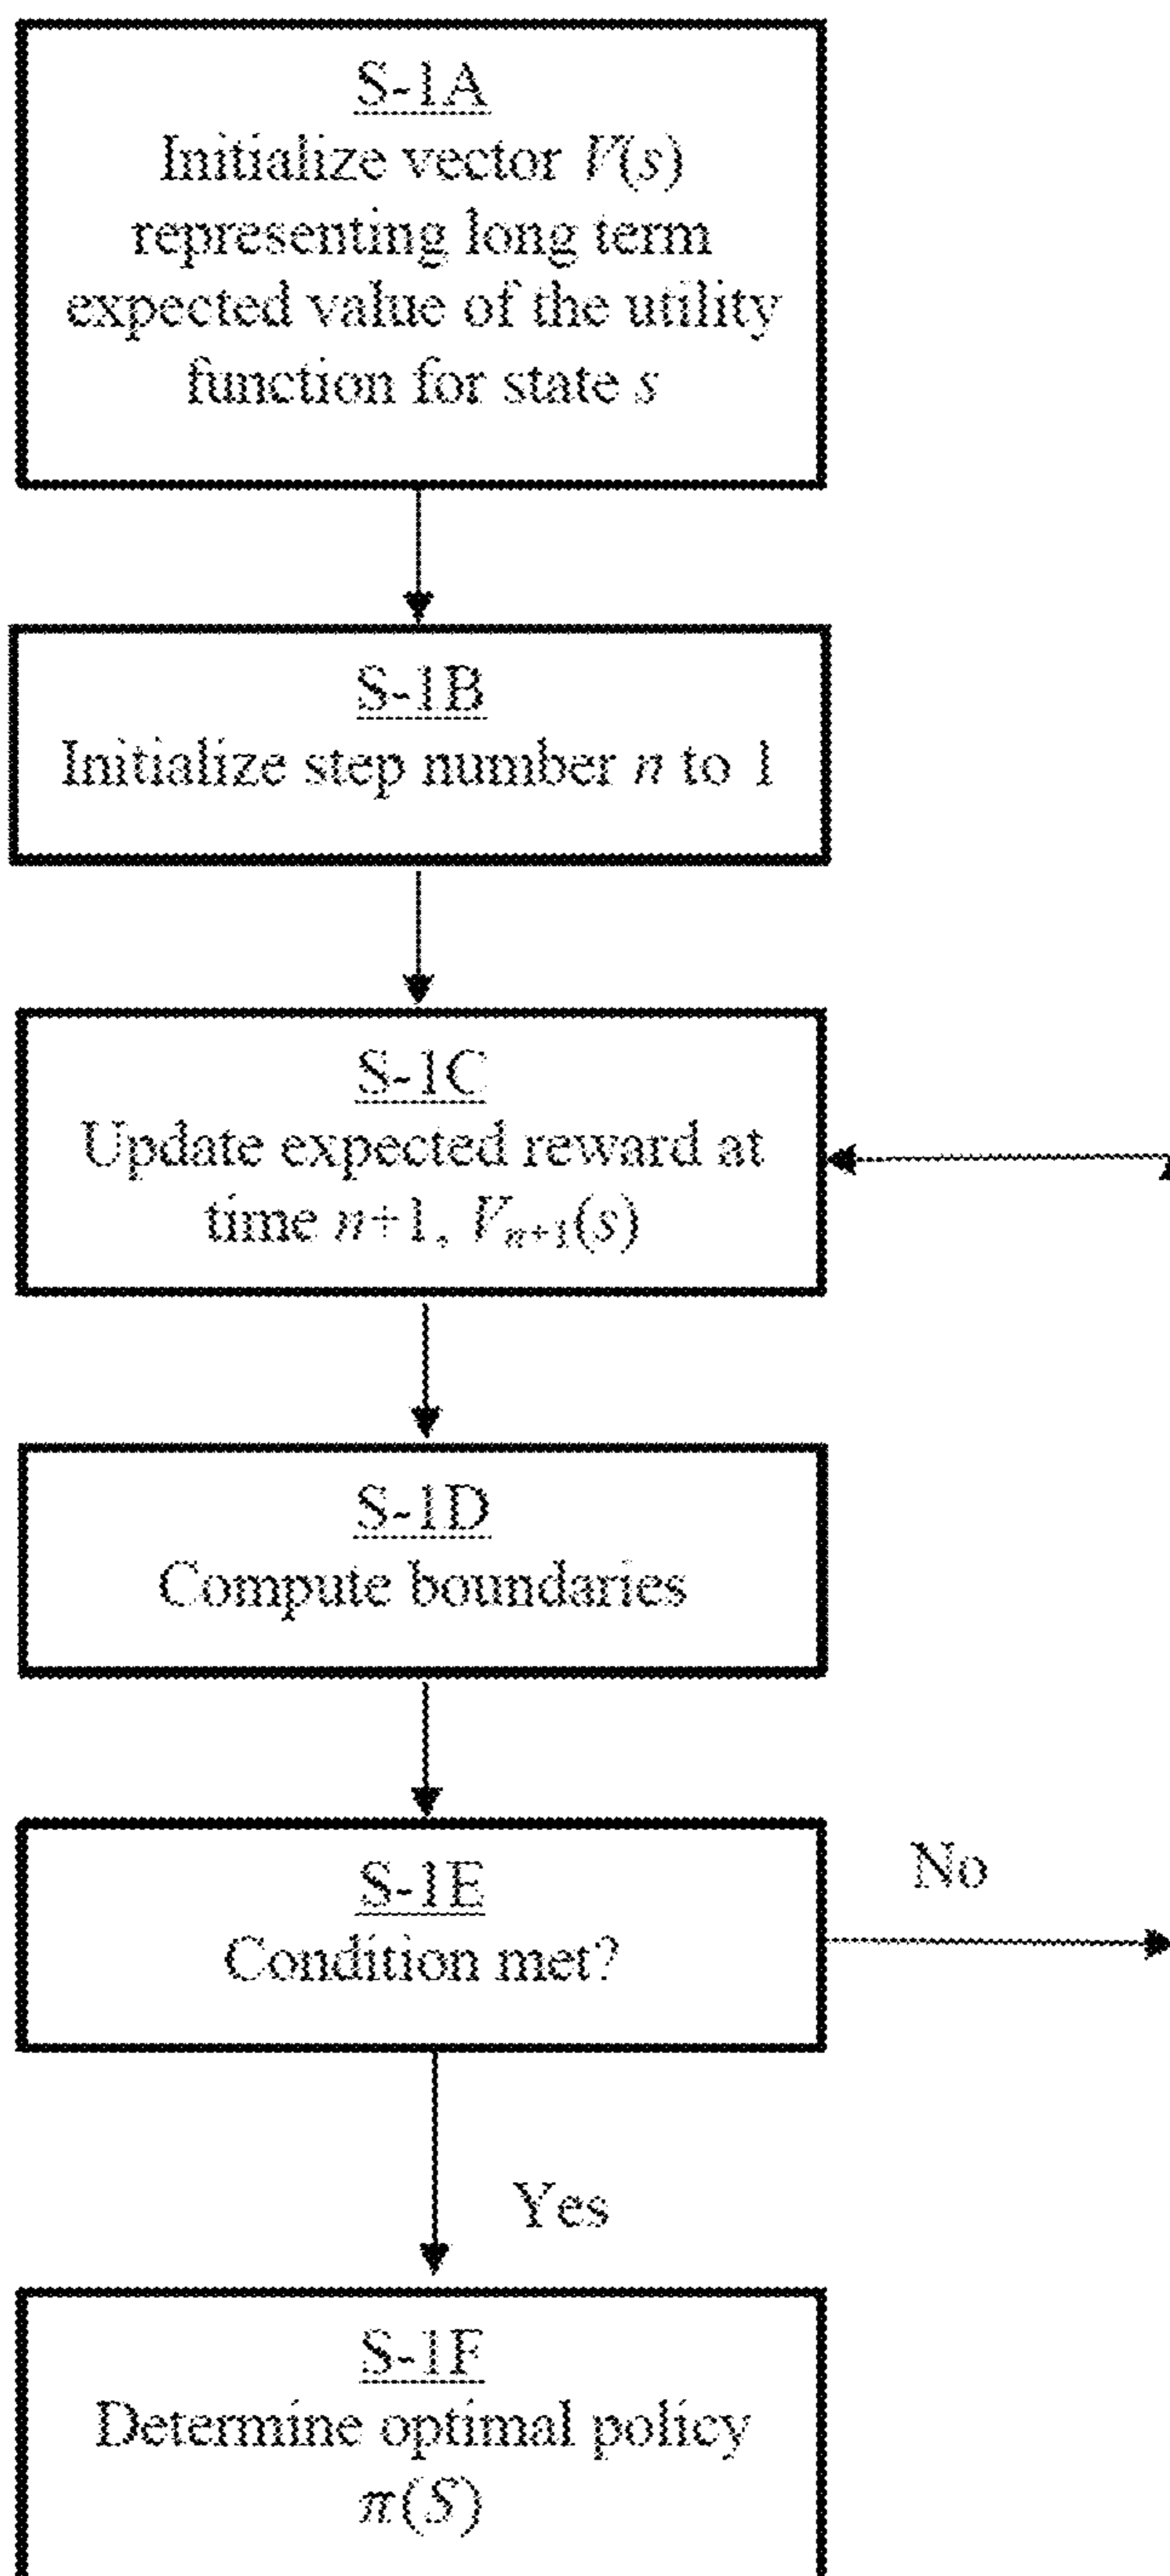 S-1A
Initialize vector V(s)
representing long term
expected value of the utility
function for state s
S-1B
Initialize step number n to 1
S-1C
Update expected reward at
time n+1, Vₙ₊₁(s)
S-1D
Compute boundaries
S-1E
Condition met?
No
Yes
S-1F
Determine optimal policy
π(S)